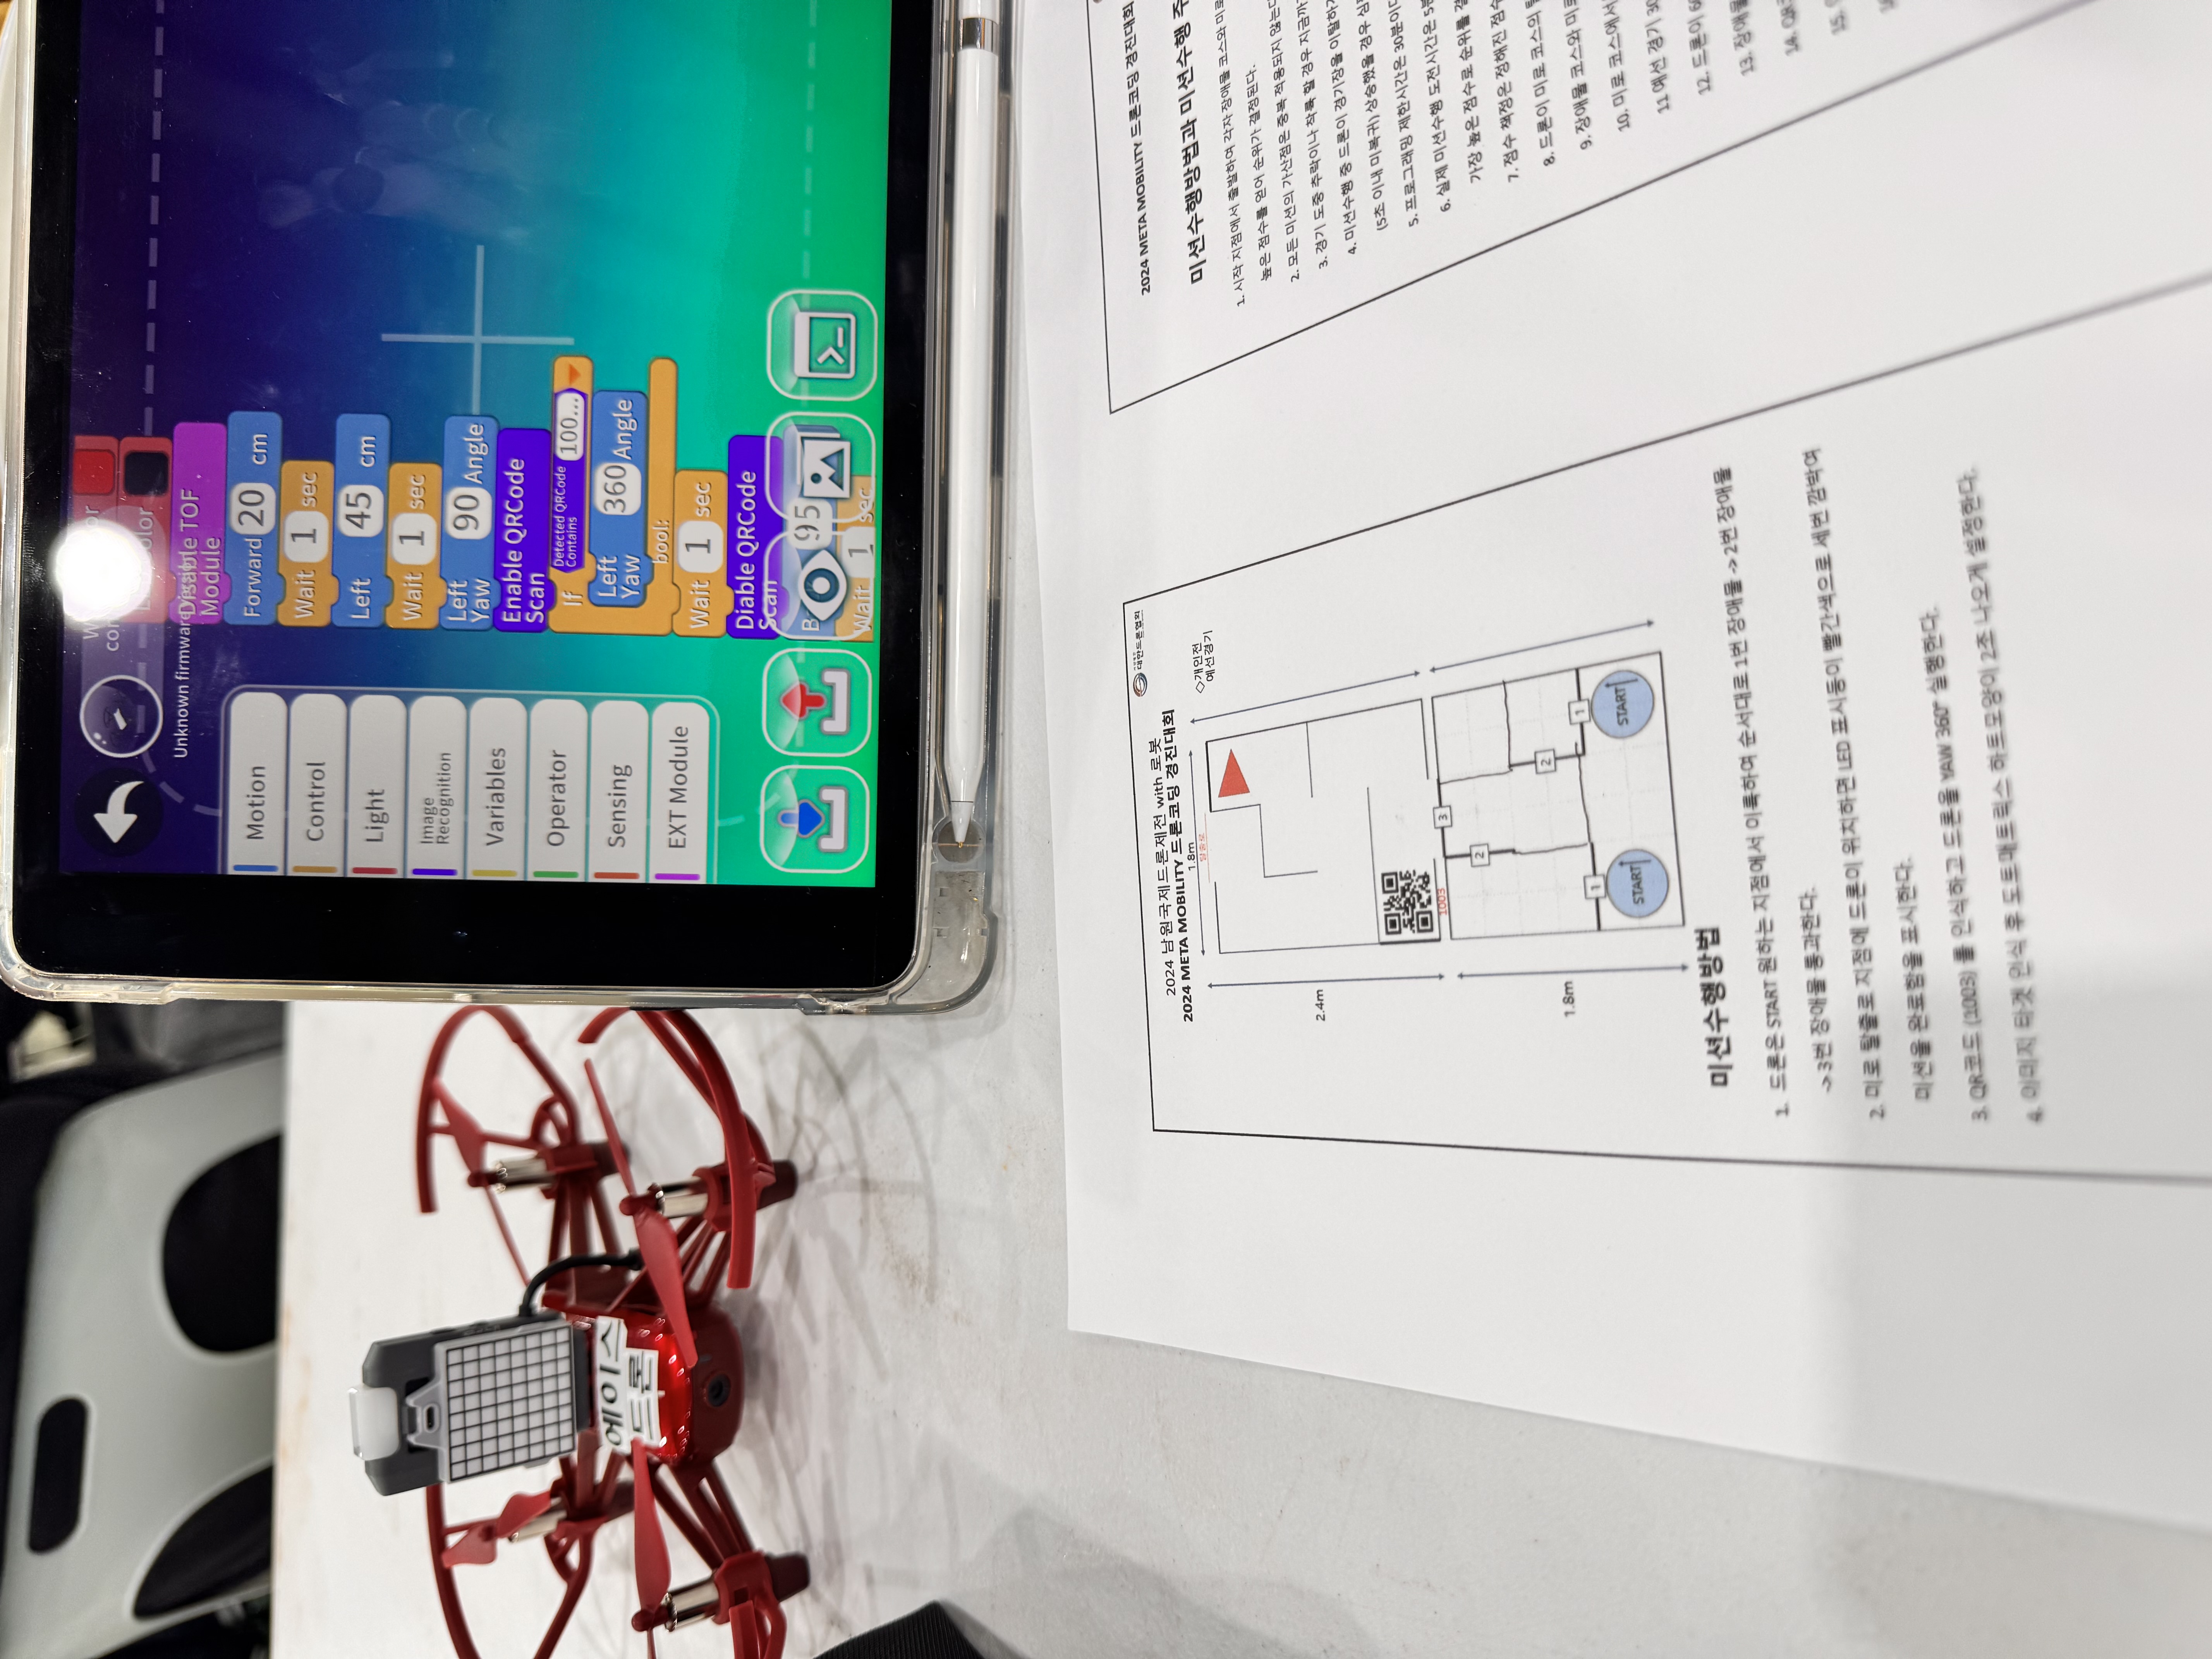 Unknown firmware version
Motion
Control
Light
Image
Recognition
Variables
Operator
Sensing
EXT Module
Color
Disable TOF
Module
Forward 20 cm
Wait 1 sec
Left 45 cm
Wait 1 sec
Left
Yaw 90 Angle
Enable QRCode
Scan
If Detected QRCode
Contains 100...
Left
Yaw 360 Angle
bool:
Wait 1 sec
Diable QRCode
Scan
95
Wait 1 sec
에이스
드론
대한드론협회
2024 남원국제드론제전 with 로봇
2024 META MOBILITY 드론코딩 경진대회
1.8m
탈출로
◇개인전
예선경기
2.4m
1003
3
2
2
1.8m
1
1
START
START
미션수행방법
1. 드론은 START 원하는 지점에서 이륙하여 순서대로 1번 장애물 -> 2번 장애물
-> 3번 장애물 통과한다.
2. 미로 탈출로 지점에 드론이 위치하면 LED 표시등이 빨간색으로 세번 깜박여
미션을 완료함을 표시한다.
3. QR코드 (1003) 를 인식하고 드론을 YAW 360° 실행한다.
4. 이미지 타겟 인식 후 도트매트릭스 하트모양이 2초 나오게 설정한다.
2024 META MOBILITY 드론코딩 경진대회
미션수행방법과 미션수행 주
1. 시작 지점에서 출발하여 각자 장애물 코스와 미로
높은 점수를 얻어 순위가 결정된다.
2. 모든 미션의 가산점은 중복 적용되지 않는다
3. 경기 도중 추락이나 착륙 할 경우 지금까지
4. 미션수행 중 드론이 경기장을 이탈하거
(5초 이내 미복귀) 상승했을 경우 심판
5. 프로그래밍 제한시간은 30분이다
6. 실제 미션수행 도전시간은 5분
가장 높은 점수로 순위를 결
7. 점수 책정은 정해진 점수
8. 드론이 미로 코스의 탈
9. 장애물 코스와 미로
10. 미로 코스에서
11 예선 경기 30
12. 드론이 60
13. 장애물
14. QR코
15.
16